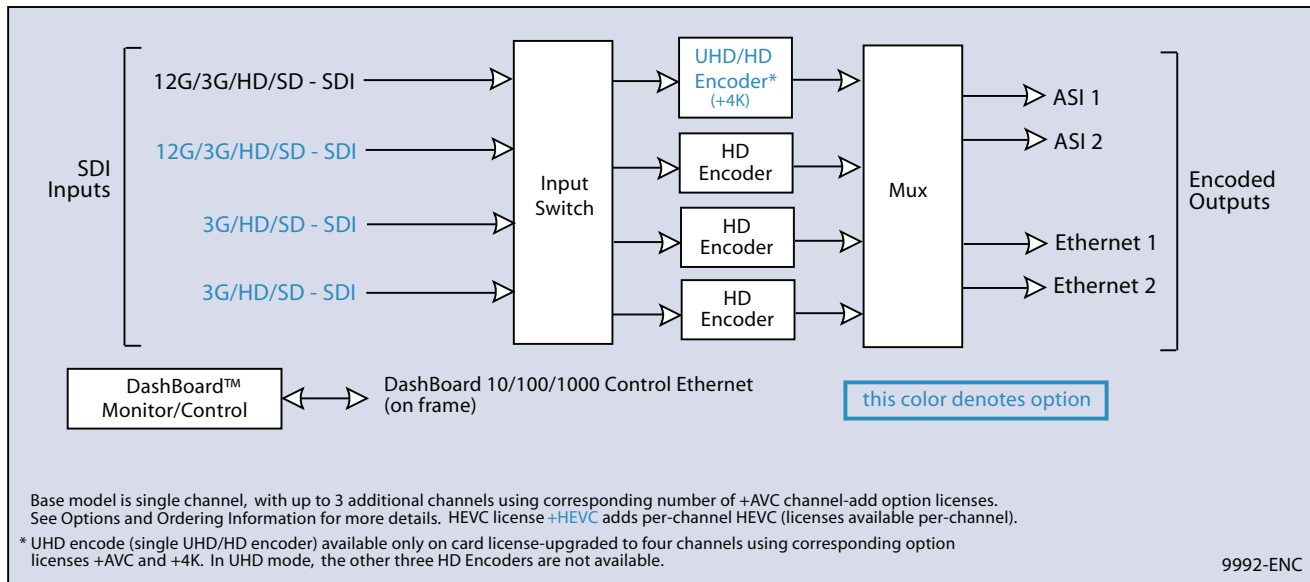 SDI
Inputs
12G/3G/HD/SD - SDI
12G/3G/HD/SD - SDI
3G/HD/SD - SDI
3G/HD/SD - SDI
Input
Switch
UHD/HD
Encoder*
(+4K)
HD
Encoder
HD
Encoder
HD
Encoder
Mux
ASI 1
ASI 2
Ethernet 1
Ethernet 2
Encoded
Outputs
DashBoard™
Monitor/Control
DashBoard 10/100/1000 Control Ethernet
(on frame)
this color denotes option
Base model is single channel, with up to 3 additional channels using corresponding number of +AVC channel-add option licenses.
See Options and Ordering Information for more details. HEVC license +HEVC adds per-channel HEVC (licenses available per-channel).
* UHD encode (single UHD/HD encoder) available only on card license-upgraded to four channels using corresponding option
licenses +AVC and +4K. In UHD mode, the other three HD Encoders are not available.
9992-ENC